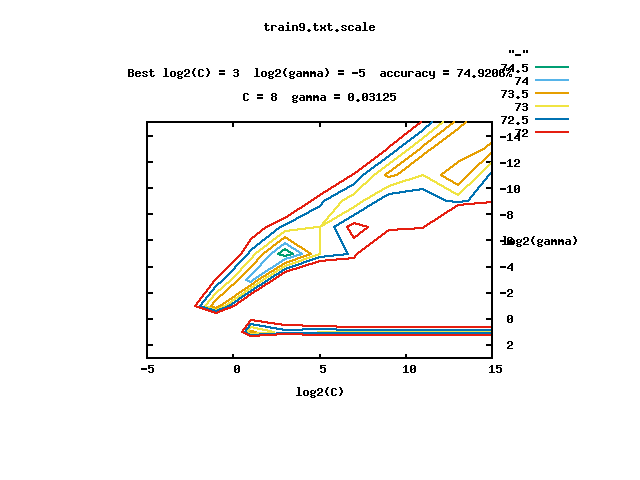 train9.txt.scale
"-"
Best log2(C) = 3 log2(gamma) = -5 accuracy = 74.9206%
74.5
74
73.5
C = 8 gamma = 0.03125
73
72.5
72
-14
-12
-10
-8
-6
log2(gamma)
-4
-2
0
2
-5 0 5 10 15
log2(C)